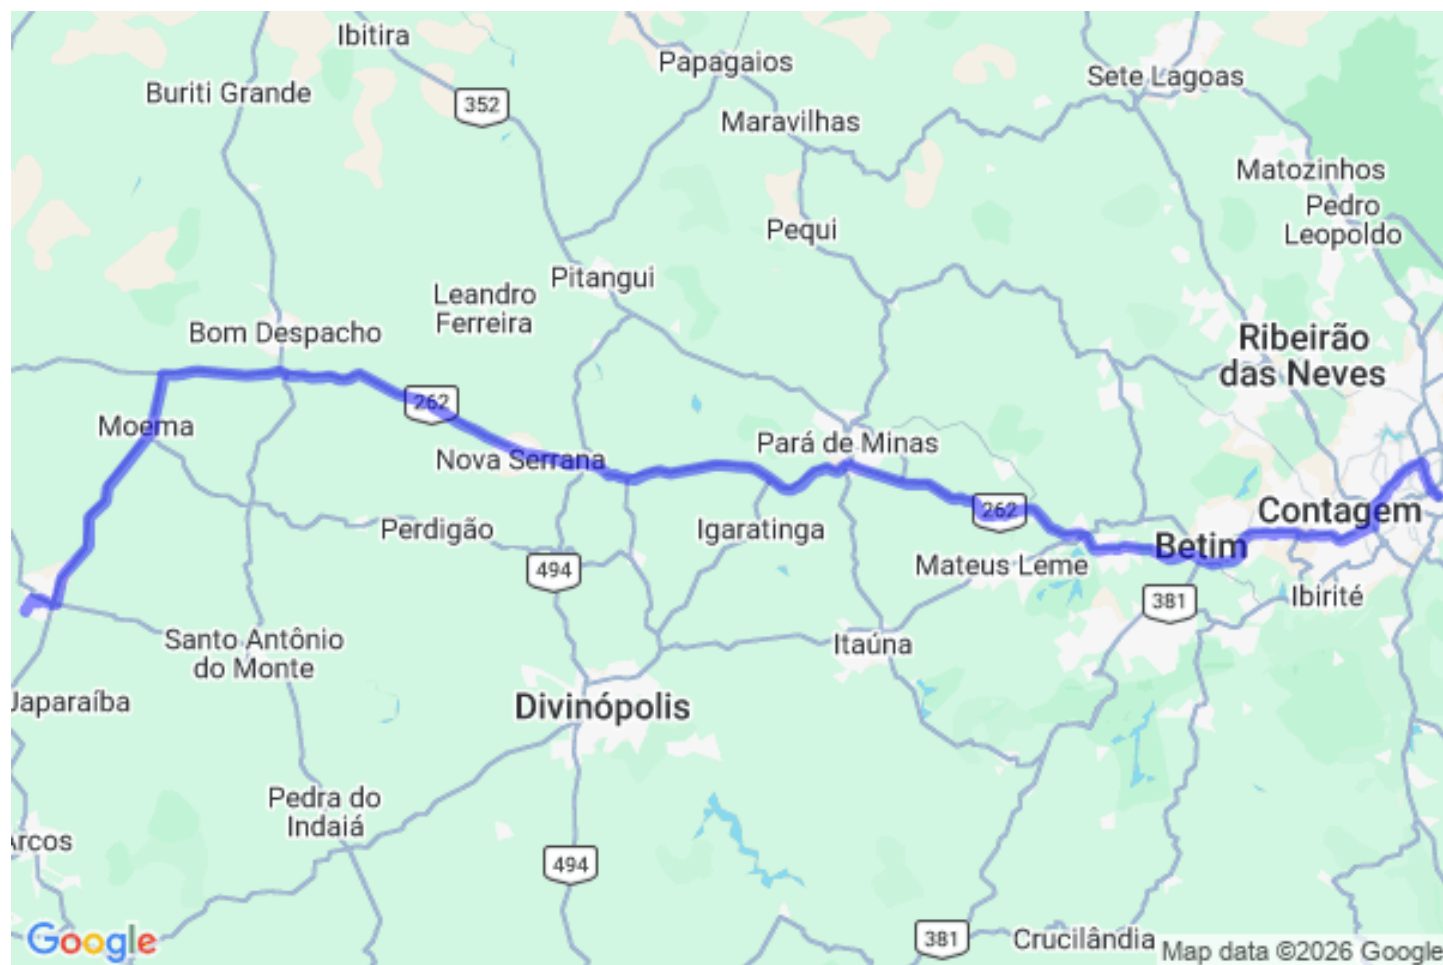 Ibitira
Papagaios
Sete Lagoas
Buriti Grande
352
Maravilhas
Matozinhos
Pedro
Leopoldo
Pequi
Pitangui
Leandro
Ferreira
Bom Despacho
Ribeirão
das Neves
262
Moema
Pará de Minas
Nova Serrana
262
Contagem
Perdigão
Igaratinga
Betim
Mateus Leme
494
381
Ibirité
Santo Antônio
do Monte
Itaúna
Japaraíba
Divinópolis
Pedra do
Indaiá
Arcos
494
Google
381
Crucilândia
Map data ©2026 Google